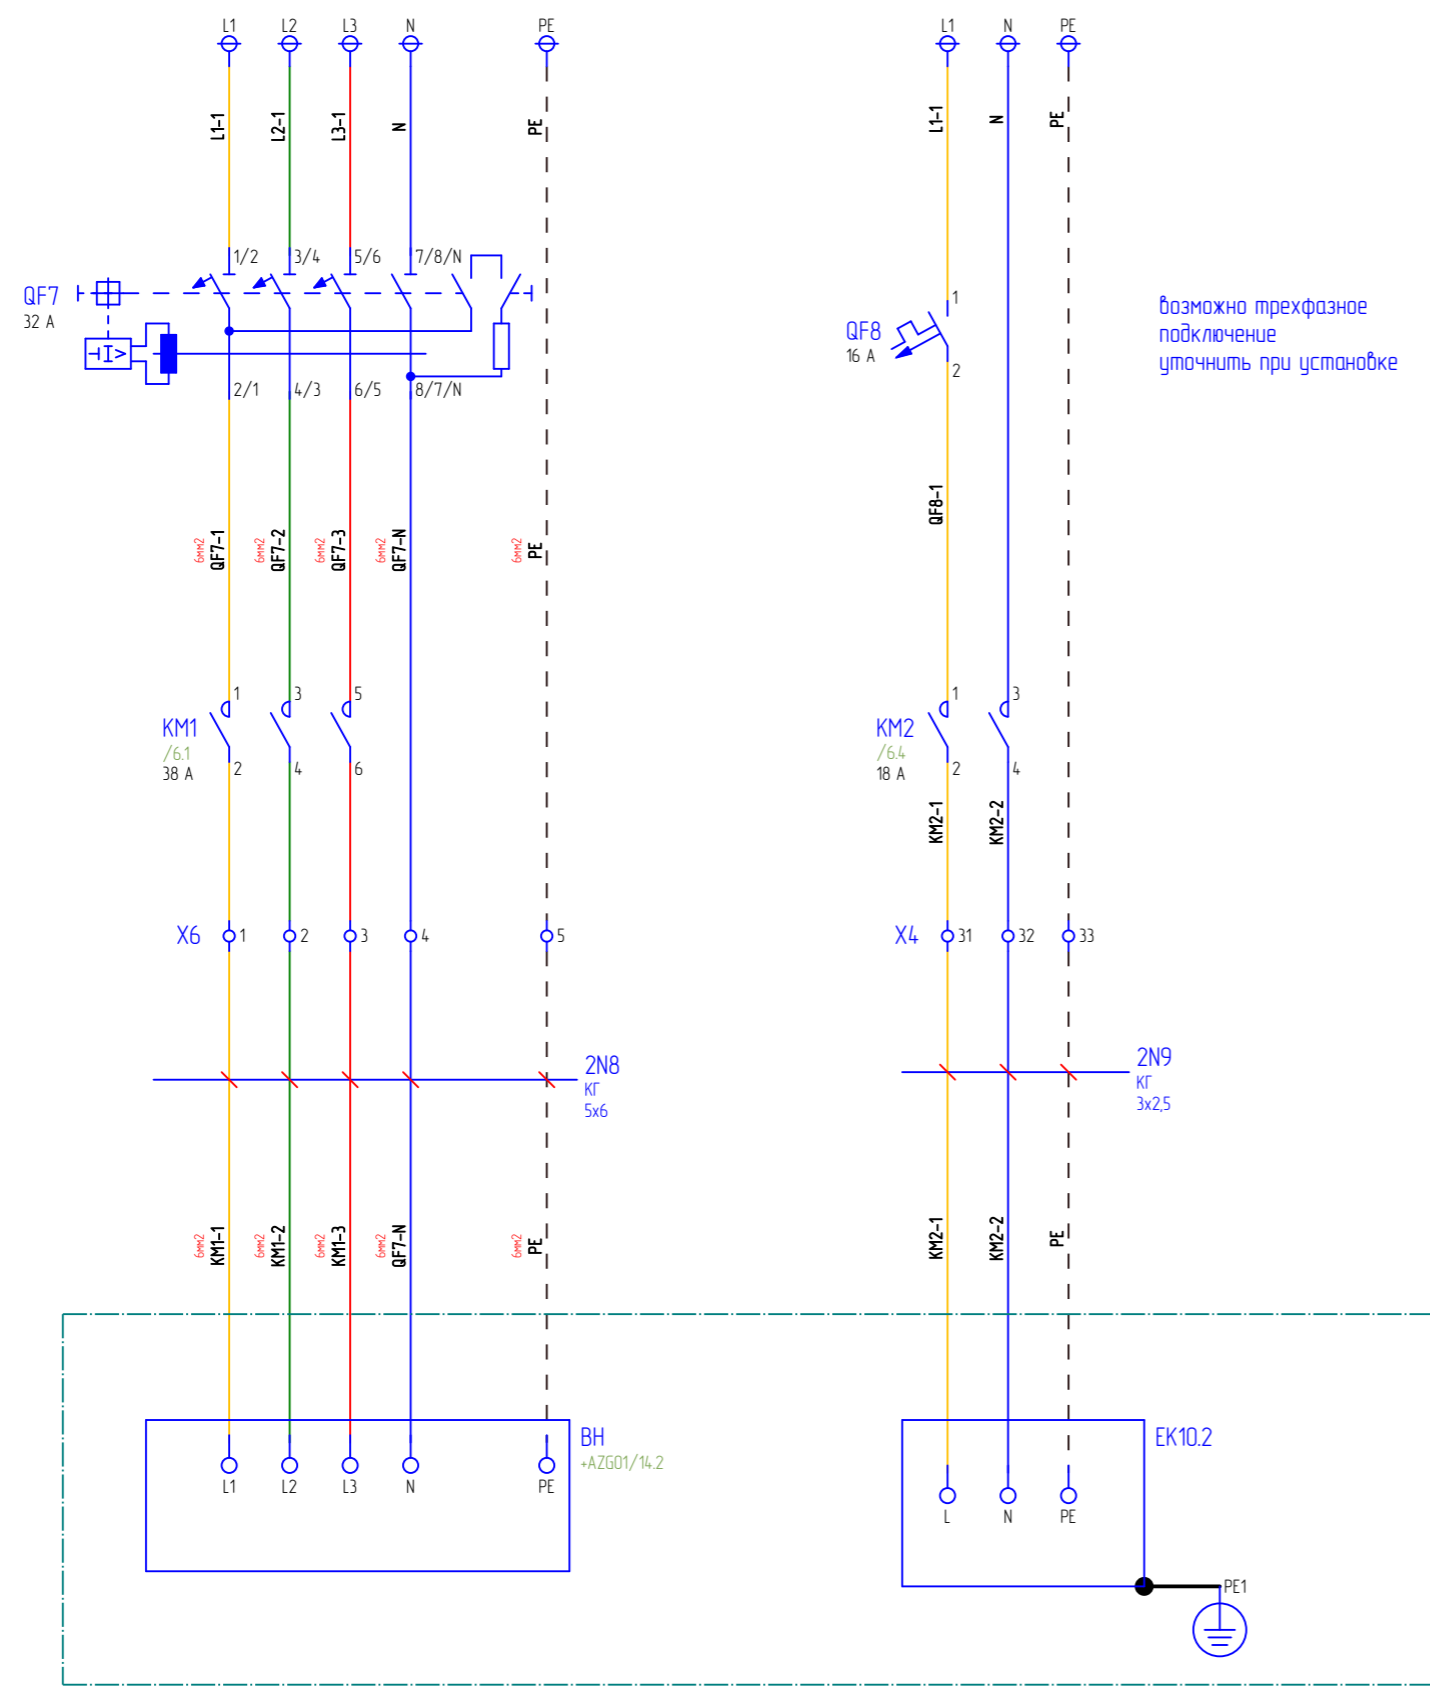 L1 L2 L3 N PE L1 N PE
L1-1 L2-1 L3-1 N PE L1-1 N PE
1/2 3/4 5/6 7/8/N
QF7
32 A
I>
2/1 4/3 6/5 8/7/N
1
QF8
16 A
2
возможно трехфазное
подключение
уточнить при установке
6мм2 QF7-1 6мм2 QF7-2 6мм2 QF7-3 6мм2 QF7-N 6мм2 PE
QF8-1
1 3 5
KM1
/6.1
38 A
2 4 6
1 3
KM2
/6.4
18 A
2 4
KM2-1 KM2-2
X6 1 2 3 4 5
X4 31 32 33
2N8
КГ
5x6
2N9
КГ
3x2,5
6мм2 KM1-1 6мм2 KM1-2 6мм2 KM1-3 6мм2 QF7-N 6мм2 PE
KM2-1 KM2-2 PE
BH
+AZG01/14.2
L1 L2 L3 N PE
EK10.2
L N PE
PE1